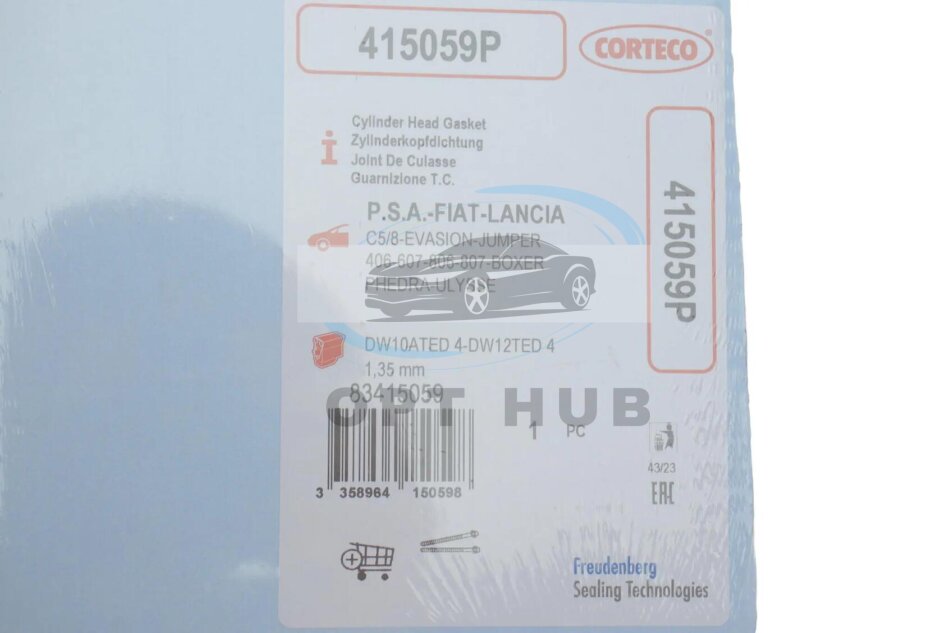 415059P
CORTECO
i
Cylinder Head Gasket
Zylinderkopfdichtung
Joint De Culasse
Guarnizione T.C.
P.S.A.-FIAT-LANCIA
C5/8-EVASION-JUMPER
406-607-806-807-BOXER
PHEDRA-ULYSSE
415059P
DW10ATED 4-DW12TED 4
1,35 mm
83415059
OPT HUB
1 PC
43/23
EAC
3 358964 150598
Freudenberg
Sealing Technologies